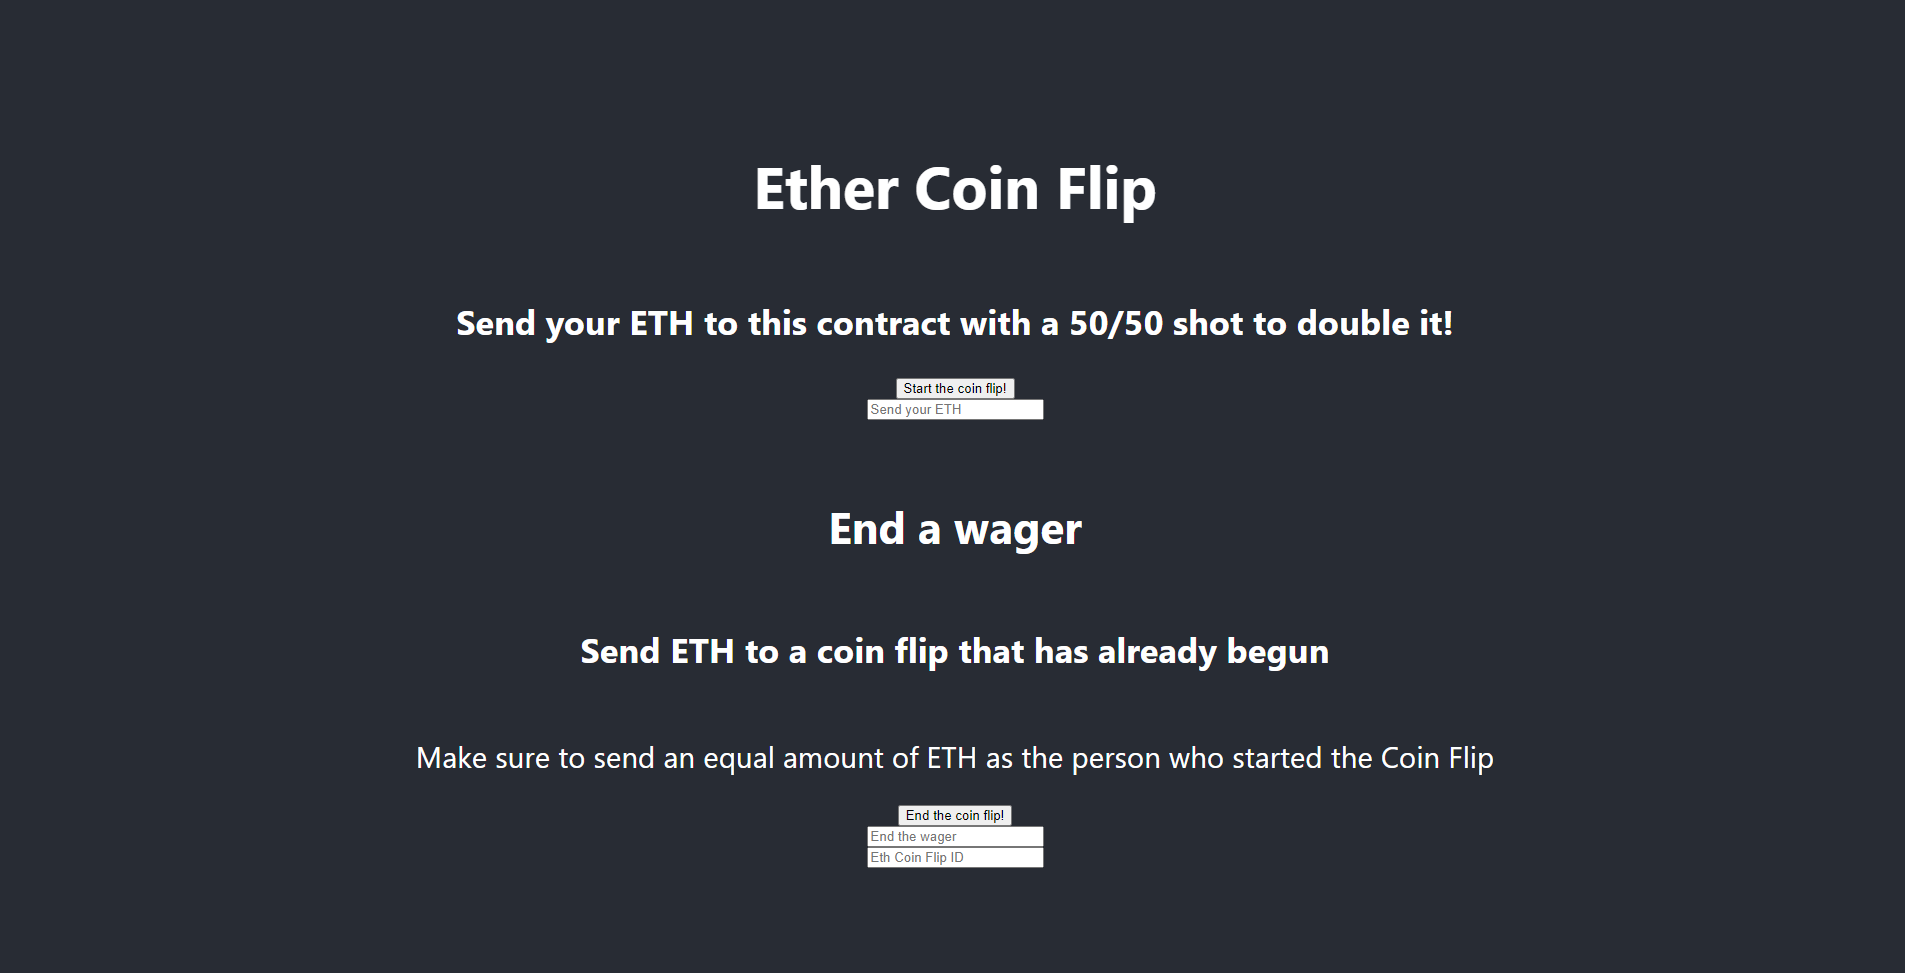 Ether Coin Flip
Send your ETH to this contract with a 50/50 shot to double it!
Start the coin flip!
Send your ETH
End a wager
Send ETH to a coin flip that has already begun
Make sure to send an equal amount of ETH as the person who started the Coin Flip
End the coin flip!
End the wager
Eth Coin Flip ID